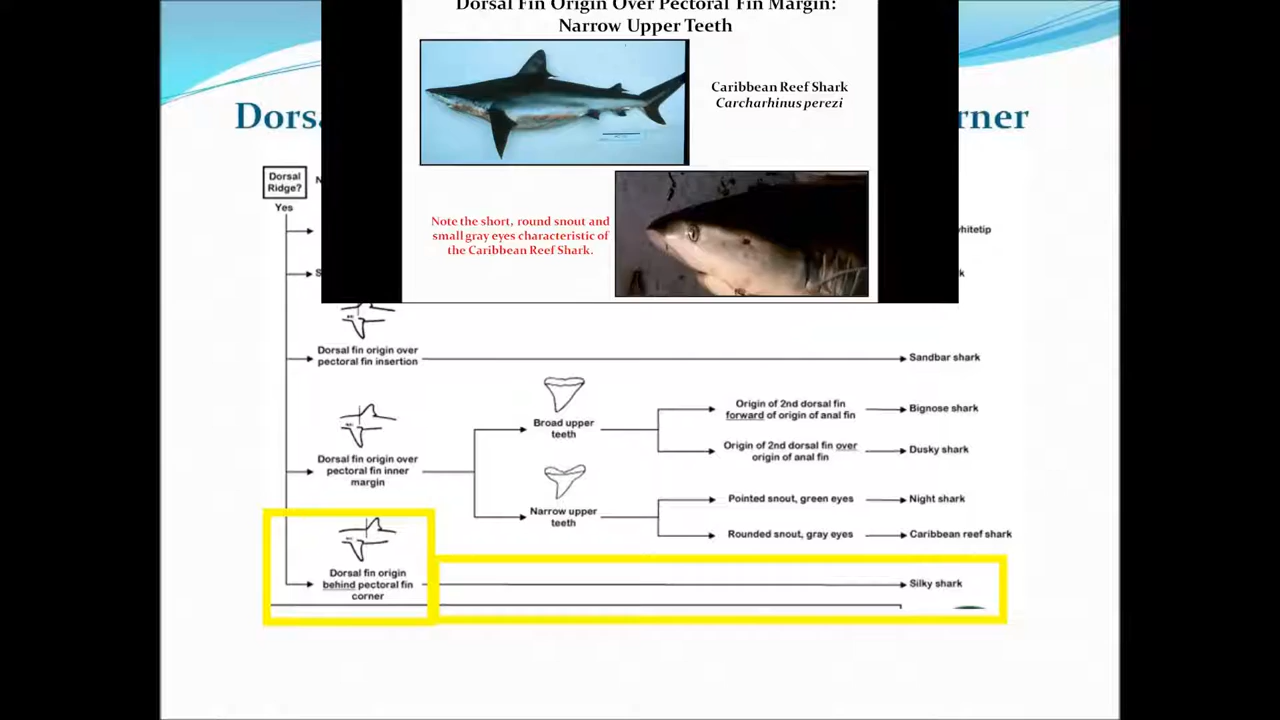 Dorsal Fin Origin Over Pectoral Fin Margin:
Narrow Upper Teeth
Caribbean Reef Shark
Carcharhinus perezi
Note the short, round snout and
small gray eyes characteristic of
the Caribbean Reef Shark.
Dorsal
Ridge?
Yes
Dorsal fin origin over
pectoral fin insertion
Sandbar shark
Dorsal fin origin over
pectoral fin inner
margin
Broad upper
teeth
Origin of 2nd dorsal fin
forward of origin of anal fin
Bignose shark
Origin of 2nd dorsal fin over
origin of anal fin
Dusky shark
Narrow upper
teeth
Pointed snout, green eyes
Night shark
Rounded snout, gray eyes
Caribbean reef shark
Dorsal fin origin
behind pectoral fin
corner
Silky shark